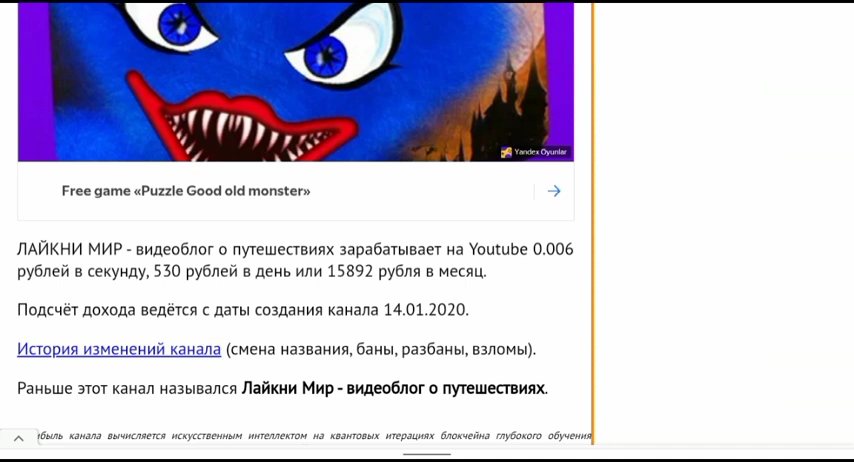 Yandex Oyunlar
Free game «Puzzle Good old monster»
ЛАЙКНИ МИР - видеоблог о путешествиях зарабатывает на Youtube 0.006
рублей в секунду, 530 рублей в день или 15892 рубля в месяц.
Подсчёт дохода ведётся с даты создания канала 14.01.2020.
История изменений канала (смена названия, баны, разбаны, взломы).
Раньше этот канал назывался Лайкни Мир - видеоблог о путешествиях.
канала вычисляется искусственным интеллектом на квантовых итерациях блокчейна глубокого обучения